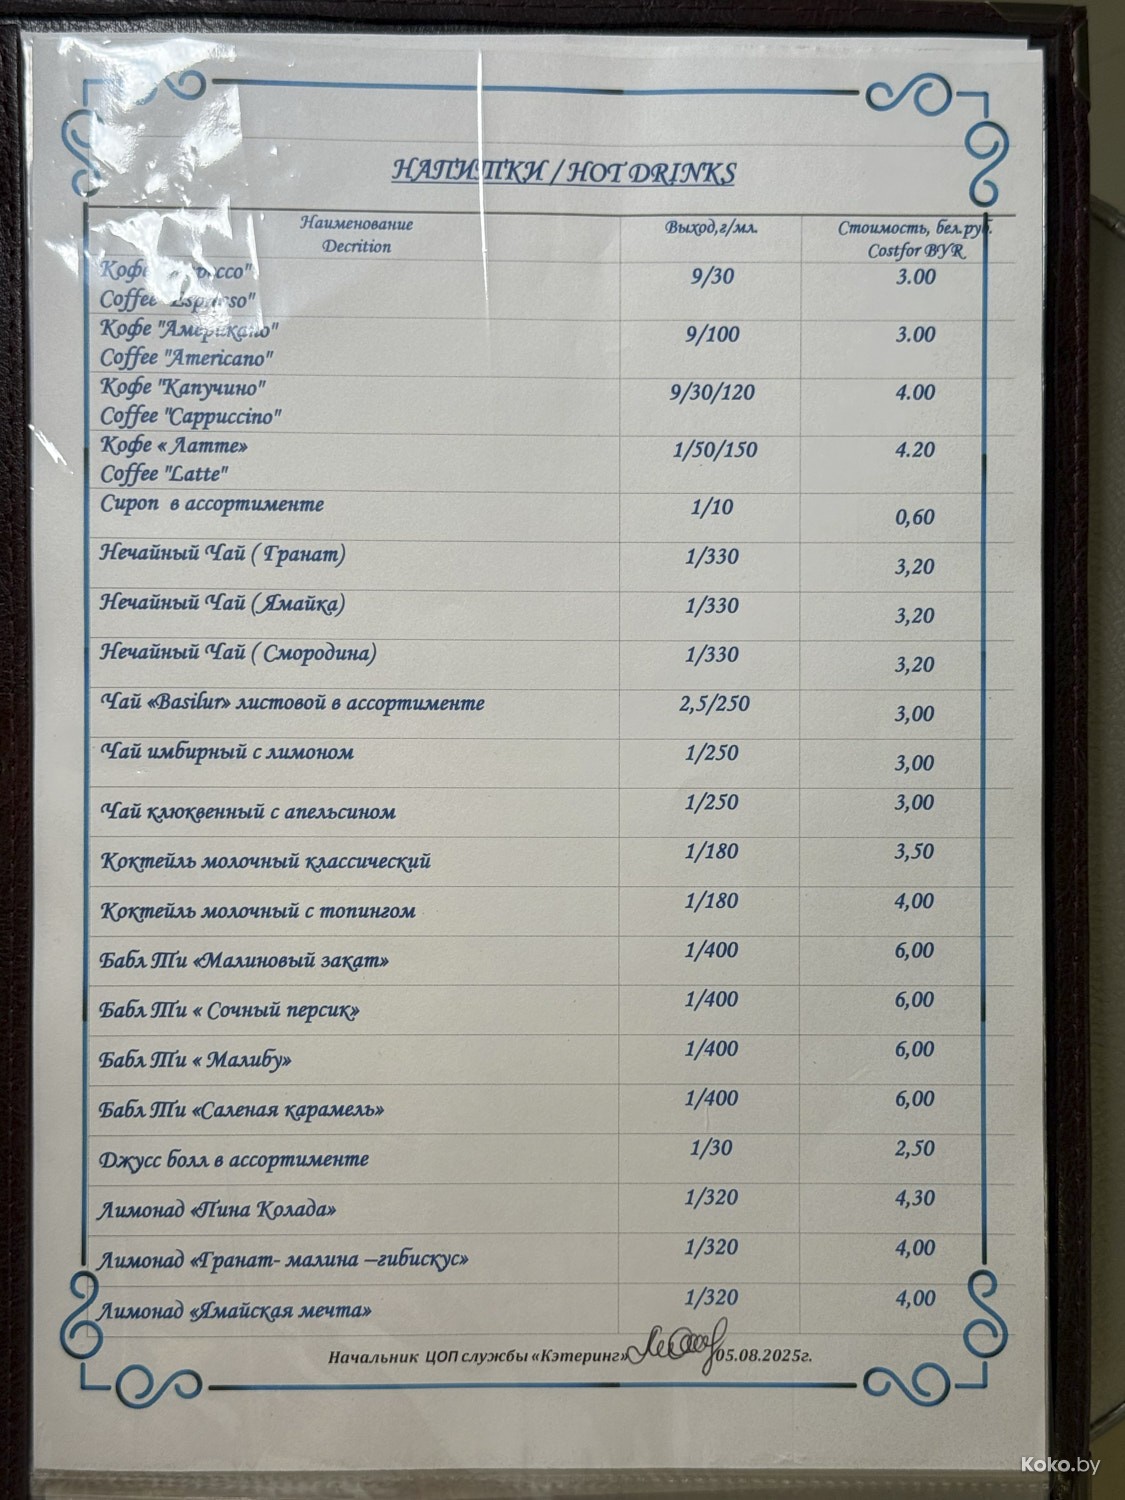 НАПИТКИ / HOT DRINKS
Наименование Выход,г/мл. Стоимость, бел.руб.
Decrition Costfor BYR
Кофе 9/30 3.00
Coffee "Espresso"
Кофе "Американо" 9/100 3.00
Coffee "Americano"
Кофе "Капучино" 9/30/120 4.00
Coffee "Cappuccino"
Кофе « Латте» 1/50/150 4.20
Coffee "Latte"
Сироп в ассортименте 1/10 0,60
Нечайный Чай ( Гранат) 1/330 3,20
Нечайный Чай ( Ямайка) 1/330 3,20
Нечайный Чай ( Смородина) 1/330 3,20
Чай «Basilur» листовой в ассортименте 2,5/250 3,00
Чай имбирный с лимоном 1/250 3,00
Чай клюквенный с апельсином 1/250 3,00
Коктейль молочный классический 1/180 3,50
Коктейль молочный с топингом 1/180 4,00
Бабл Ти «Малиновый закат» 1/400 6,00
Бабл Ти « Сочный персик» 1/400 6,00
Бабл Ти « Малибу» 1/400 6,00
Бабл Ти «Саленая карамель» 1/400 6,00
Джусс болл в ассортименте 1/30 2,50
Лимонад «Пина Колада» 1/320 4,30
Лимонад «Гранат- малина –гибискус» 1/320 4,00
Лимонад «Ямайская мечта» 1/320 4,00
Начальник ЦОП службы «Кэтеринг» 05.08.2025г.
Koko.by